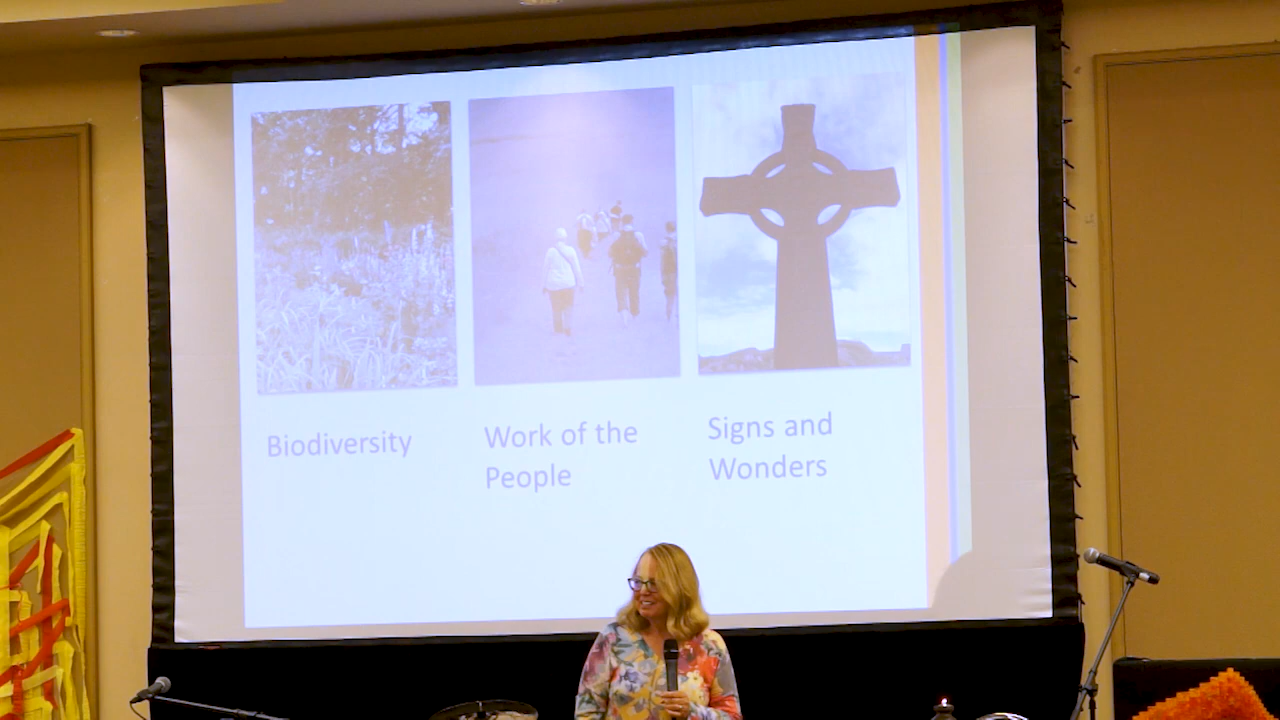 Biodiversity
Work of the
People
Signs and
Wonders